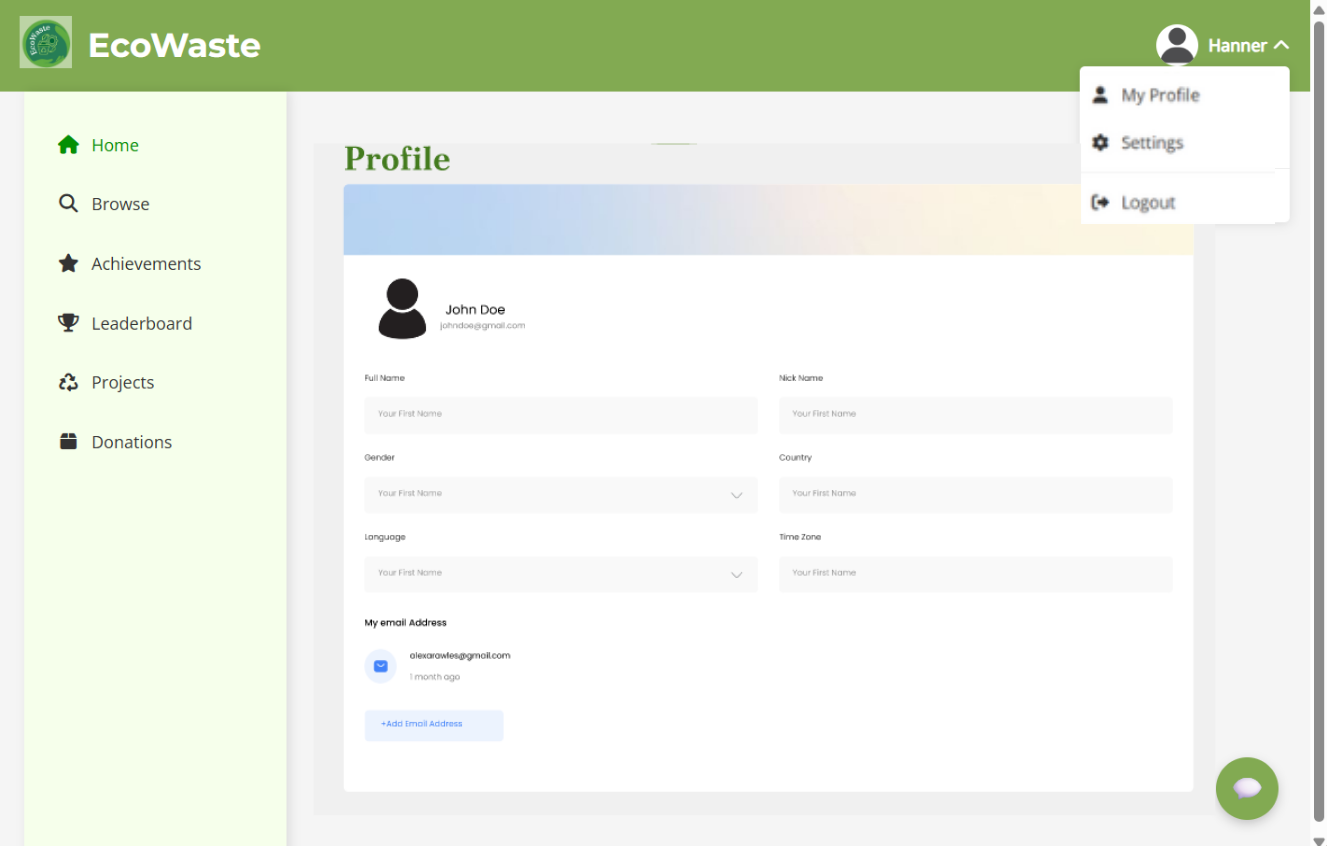 EcoWaste
EcoWaste
Hanner
My Profile
Settings
Logout
Home
Browse
Achievements
Leaderboard
Projects
Donations
Profile
John Doe
johndoe@gmail.com
Full Name
Nick Name
Your First Name
Your First Name
Gender
Country
Your First Name
Your First Name
Language
Time Zone
Your First Name
Your First Name
My email Address
alexarawles@gmail.com
1 month ago
+Add Email Address